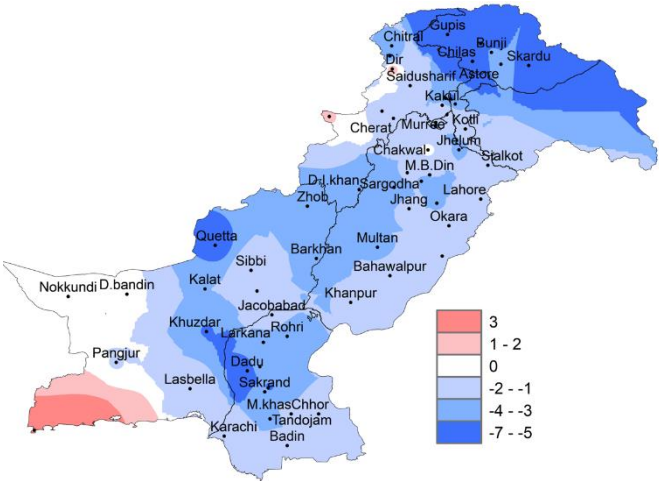 Gupis
Chitral
Bunji
Chilas
Skardu
Dir
Astore
Saidusharif
Kakul
Cherat
Murree
Kotli
Jhelum
Chakwal
Sialkot
M.B.Din
D.I.khan
Sargodha
Zhob
Lahore
Jhang
Okara
Quetta
Multan
Barkhan
Sibbi
Bahawalpur
Kalat
Nokkundi
D.bandin
Khanpur
Jacobabad
Khuzdar
Rohri
Larkana
Pangjur
Dadu
Lasbella
Sakrand
M.khas
Chhor
Tandojam
Karachi
Badin
3
1 - 2
0
-2 - -1
-4 - -3
-7 - -5